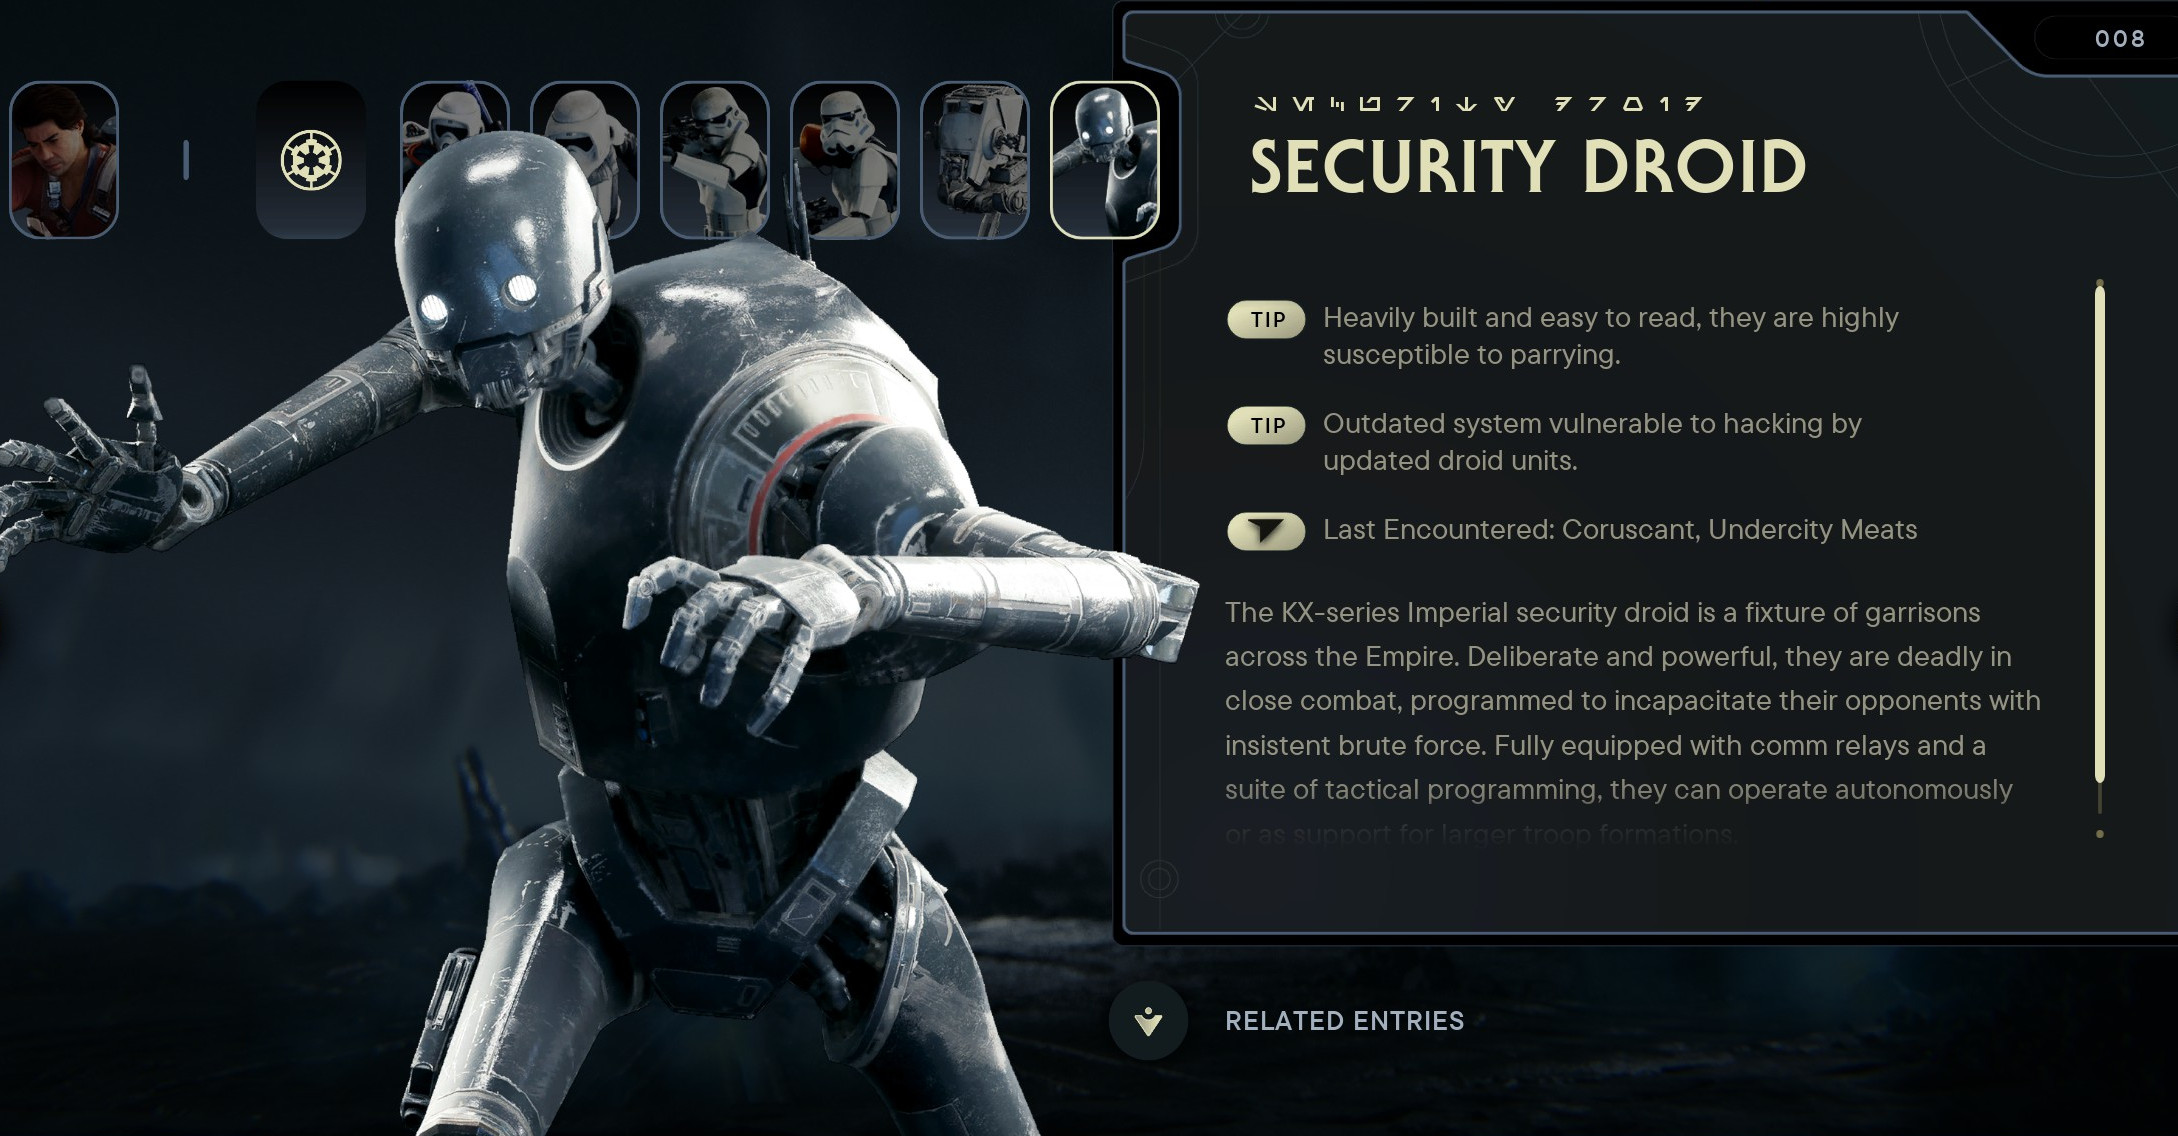 008
SECURITY DROID
TIP Heavily built and easy to read, they are highly
susceptible to parrying.
TIP Outdated system vulnerable to hacking by
updated droid units.
Last Encountered: Coruscant, Undercity Meats
The KX-series Imperial security droid is a fixture of garrisons
across the Empire. Deliberate and powerful, they are deadly in
close combat, programmed to incapacitate their opponents with
insistent brute force. Fully equipped with comm relays and a
suite of tactical programming, they can operate autonomously
or as support for larger troop formations.
RELATED ENTRIES